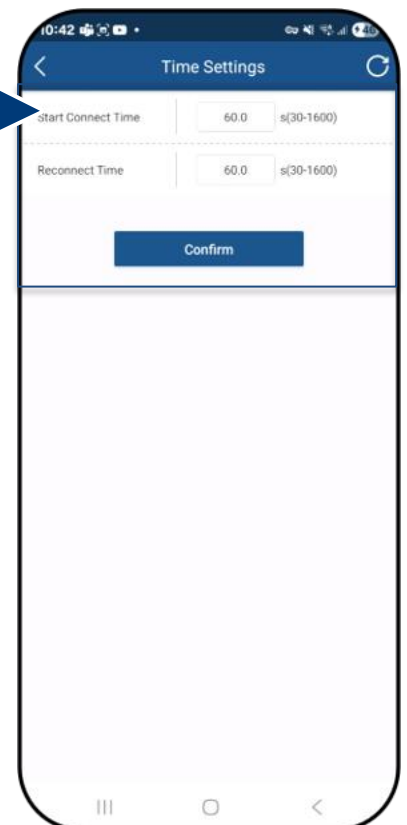 10:42
Time Settings
Start Connect Time 60.0 s(30-1600)
Reconnect Time 60.0 s(30-1600)
Confirm